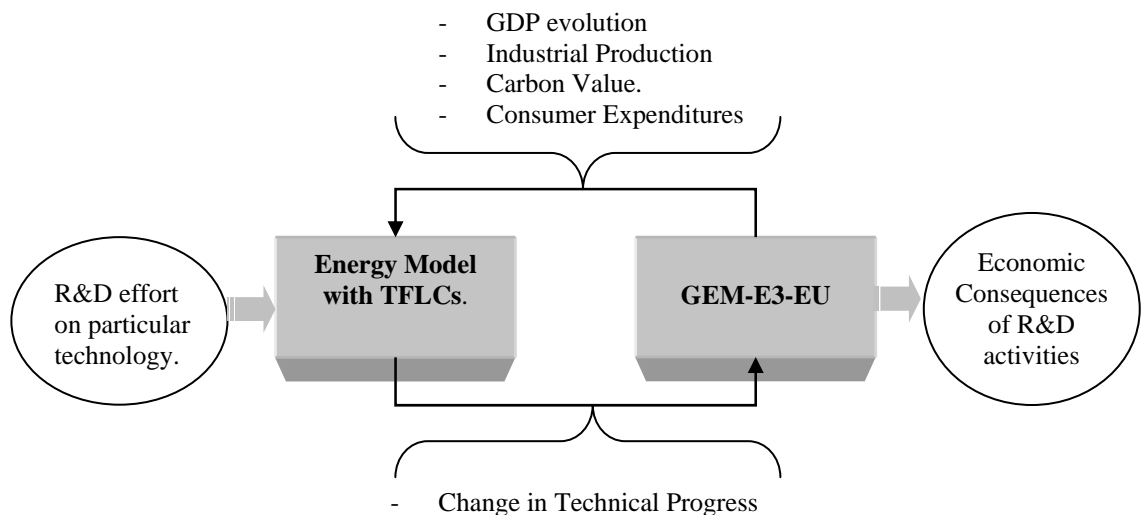 - GDP evolution
- Industrial Production
- Carbon Value.
- Consumer Expenditures
R&D effort
on particular
technology.
Energy Model
with TFLCs.
GEM-E3-EU
Economic
Consequences
of R&D
activities
- Change in Technical Progress